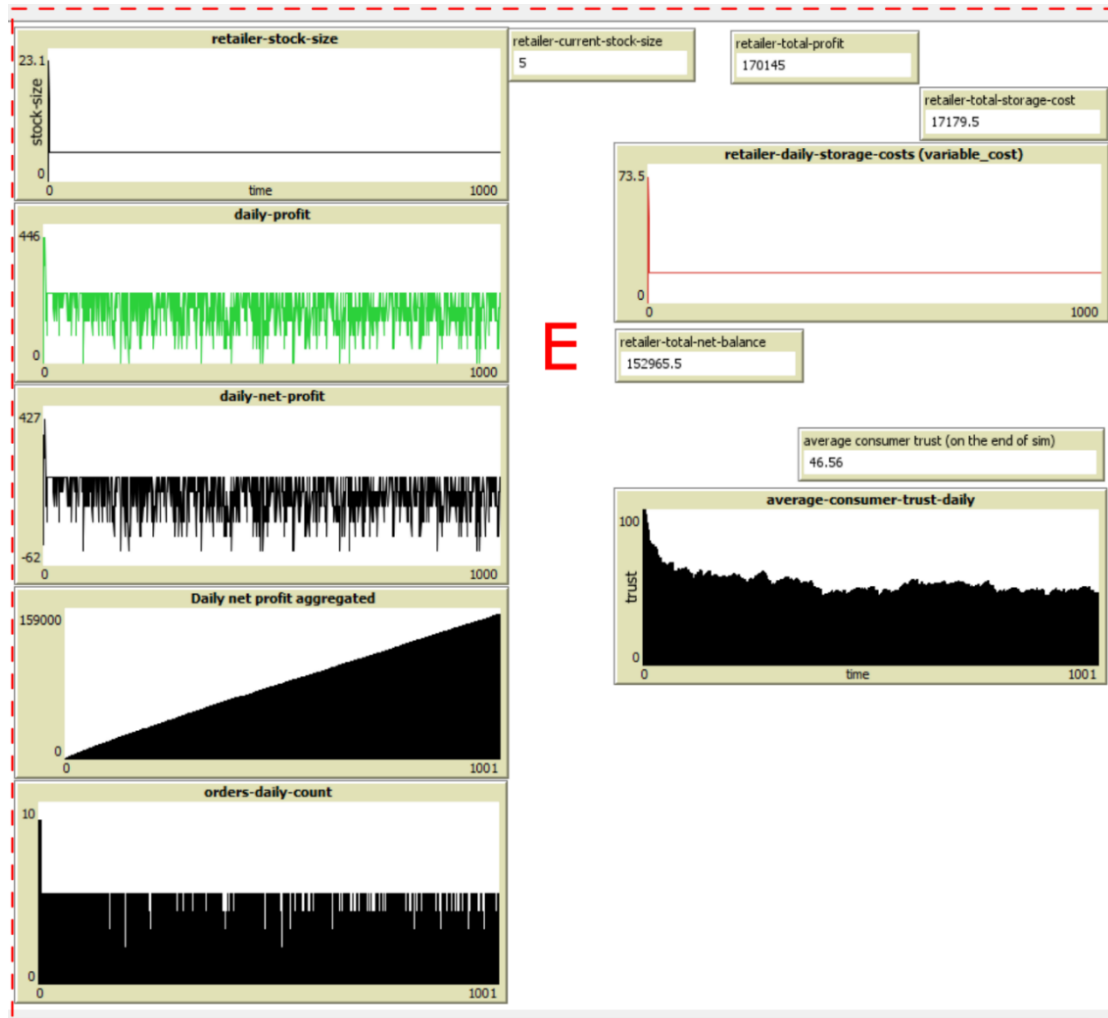 retailer-stock-size
23.1
stock-size
0
0
time
1000
retailer-current-stock-size
5
retailer-total-profit
170145
retailer-total-storage-cost
17179.5
daily-profit
446
0
0
1000
retailer-daily-storage-costs (variable_cost)
73.5
0
0
1000
E
retailer-total-net-balance
152965.5
daily-net-profit
427
-62
0
1000
average consumer trust (on the end of sim)
46.56
average-consumer-trust-daily
100
trust
0
0
time
1001
Daily net profit aggregated
159000
0
0
1001
orders-daily-count
10
0
0
1001